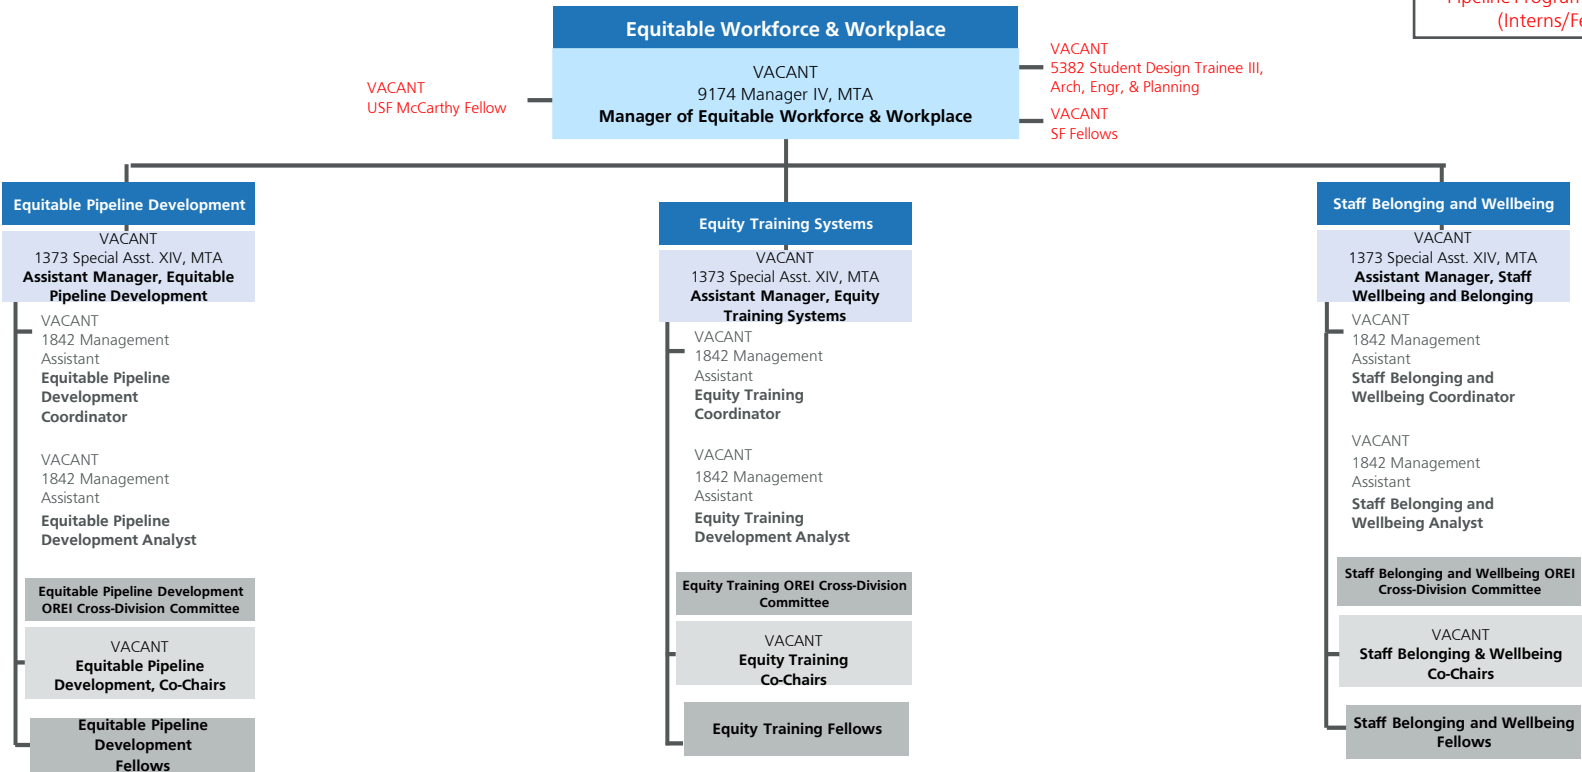 Pipeline Program
(Interns/Fe
Equitable Workforce & Workplace
VACANT
9174 Manager IV, MTA
Manager of Equitable Workforce & Workplace
VACANT
USF McCarthy Fellow
VACANT
5382 Student Design Trainee III,
Arch, Engr, & Planning
VACANT
SF Fellows
Equitable Pipeline Development
VACANT
1373 Special Asst. XIV, MTA
Assistant Manager, Equitable
Pipeline Development
VACANT
1842 Management
Assistant
Equitable Pipeline
Development
Coordinator
VACANT
1842 Management
Assistant
Equitable Pipeline
Development Analyst
Equitable Pipeline Development
OREI Cross-Division Committee
VACANT
Equitable Pipeline
Development, Co-Chairs
Equitable Pipeline
Development
Fellows
Equity Training Systems
VACANT
1373 Special Asst. XIV, MTA
Assistant Manager, Equity
Training Systems
VACANT
1842 Management
Assistant
Equity Training
Coordinator
VACANT
1842 Management
Assistant
Equity Training
Development Analyst
Equity Training OREI Cross-Division
Committee
VACANT
Equity Training
Co-Chairs
Equity Training Fellows
Staff Belonging and Wellbeing
VACANT
1373 Special Asst. XIV, MTA
Assistant Manager, Staff
Wellbeing and Belonging
VACANT
1842 Management
Assistant
Staff Belonging and
Wellbeing Coordinator
VACANT
1842 Management
Assistant
Staff Belonging and
Wellbeing Analyst
Staff Belonging and Wellbeing OREI
Cross-Division Committee
VACANT
Staff Belonging & Wellbeing
Co-Chairs
Staff Belonging and Wellbeing
Fellows